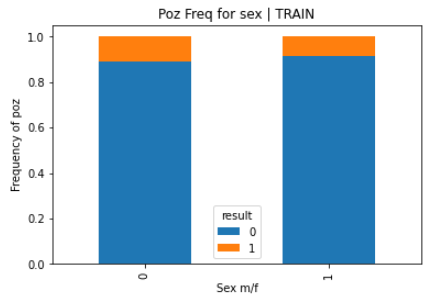 Poz Freq for sex | TRAIN
Frequency of poz
1.0
0.8
0.6
0.4
0.2
0.0
result
0
1
0
1
Sex m/f